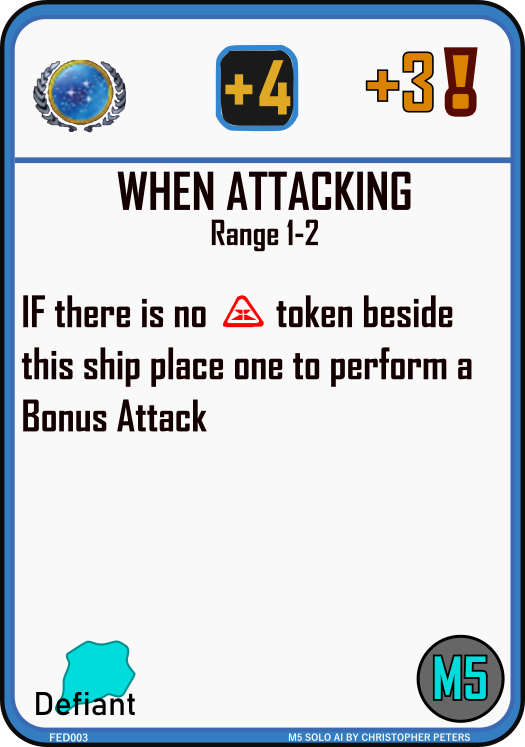 +4
+3!
WHEN ATTACKING
Range 1-2
IF there is no token beside
this ship place one to perform a
Bonus Attack
Defiant
M5
FED003
M5 SOLO AI BY CHRISTOPHER PETERS